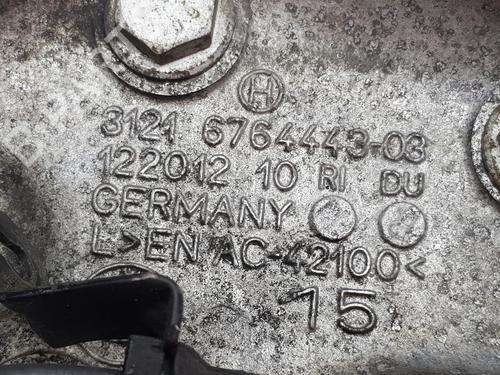 H
3121 6764443-03
122012 10 RI DU
GERMANY
L>EN AC-42100<
15